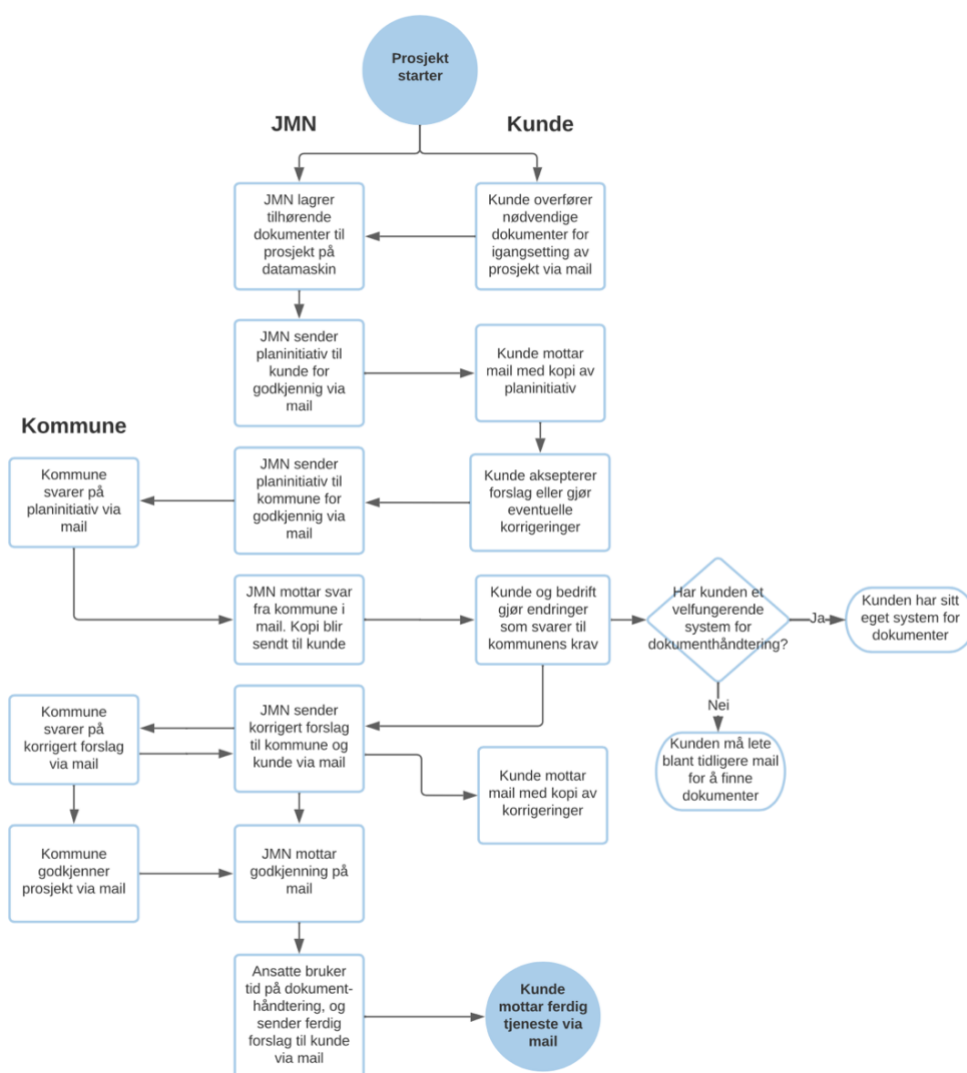 Prosjekt
starter
JMN
Kunde
JMN lagrer
tilhørende
dokumenter til
prosjekt på
datamaskin
Kunde overfører
nødvendige
dokumenter for
igangsetting av
prosjekt via mail
JMN sender
planinitiativ til
kunde for
godkjennig via
mail
Kunde mottar
mail med kopi av
planinitiativ
Kommune
Kommune
svarer på
planinitiativ via
mail
JMN sender
planinitiativ til
kommune for
godkjennig via
mail
Kunde aksepterer
forslag eller gjør
eventuelle
korrigeringer
JMN mottar svar
fra kommune i
mail. Kopi blir
sendt til kunde
Kunde og bedrift
gjør endringer
som svarer til
kommunens krav
Har kunden et
velfungerende
system for
dokumenthåndtering?
Ja
Kunden har sitt
eget system for
dokumenter
Nei
Kunden må lete
blant tidligere mail
for å finne
dokumenter
Kommune
svarer på
korrigert forslag
via mail
JMN sender
korrigert forslag
til kommune og
kunde via mail
Kunde mottar
mail med kopi av
korrigeringer
Kommune
godkjenner
prosjekt via mail
JMN mottar
godkjenning på
mail
Ansatte bruker
tid på dokument-
håndtering, og
sender ferdig
forslag til kunde
via mail
Kunde
mottar ferdig
tjeneste via
mail